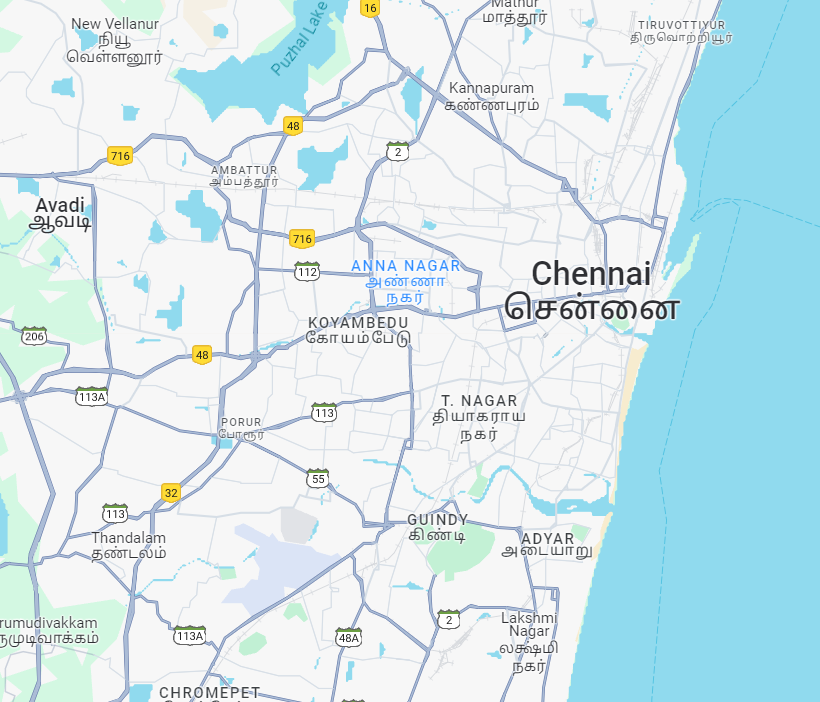 16
Mathur
மாத்தூர்
New Vellanur
நியூ
வெள்ளனூர்
Puzhal Lake
TIRUVOTTIYUR
திருவொற்றியூர்
Kannapuram
கண்ணபுரம்
48
716
2
AMBATTUR
அம்பத்தூர்
Avadi
ஆவடி
716
112
ANNA NAGAR
அண்ணா
நகர்
Chennai
சென்னை
KOYAMBEDU
கோயம்பேடு
206
48
113A
T. NAGAR
தியாகராய
நகர்
113
PORUR
போரூர்
55
32
113
GUINDY
கிண்டி
Thandalam
தண்டலம்
ADYAR
அடையாறு
rumudivakkam
முடிவாக்கம்
2
Lakshmi
Nagar
லக்ஷ்மி
நகர்
113A
48A
CHROMEPET